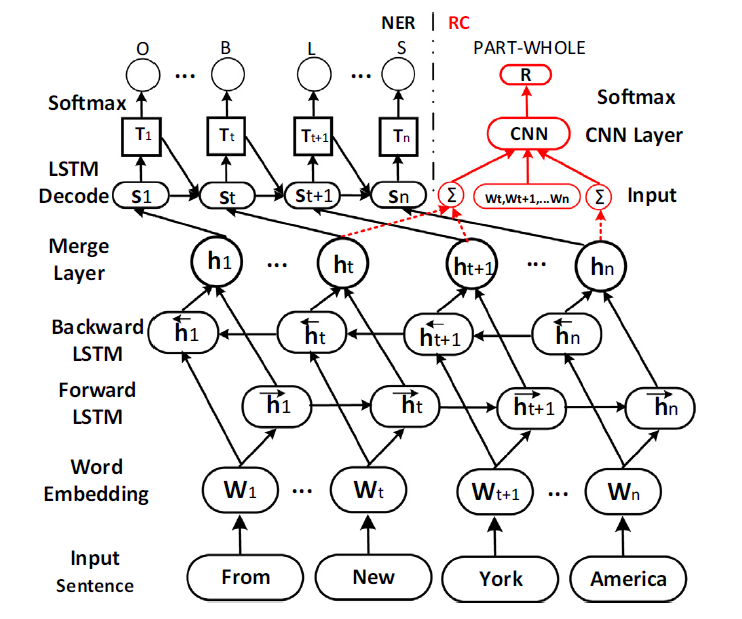 NER RC
O B L S PART-WHOLE
... ... R
Softmax Softmax
T1 Tt Tt+1 Tn CNN CNN Layer
LSTM
Decode s1 st st+1 sn Σ Wt,Wt+1,...Wn Σ Input
Merge
Layer h1 ... ht ht+1 ... hn
Backward
LSTM h1 ht ht+1 hn
Forward
LSTM h1 ht ht+1 hn
Word
Embedding W1 ... Wt Wt+1 ... Wn
Input
Sentence From New York America